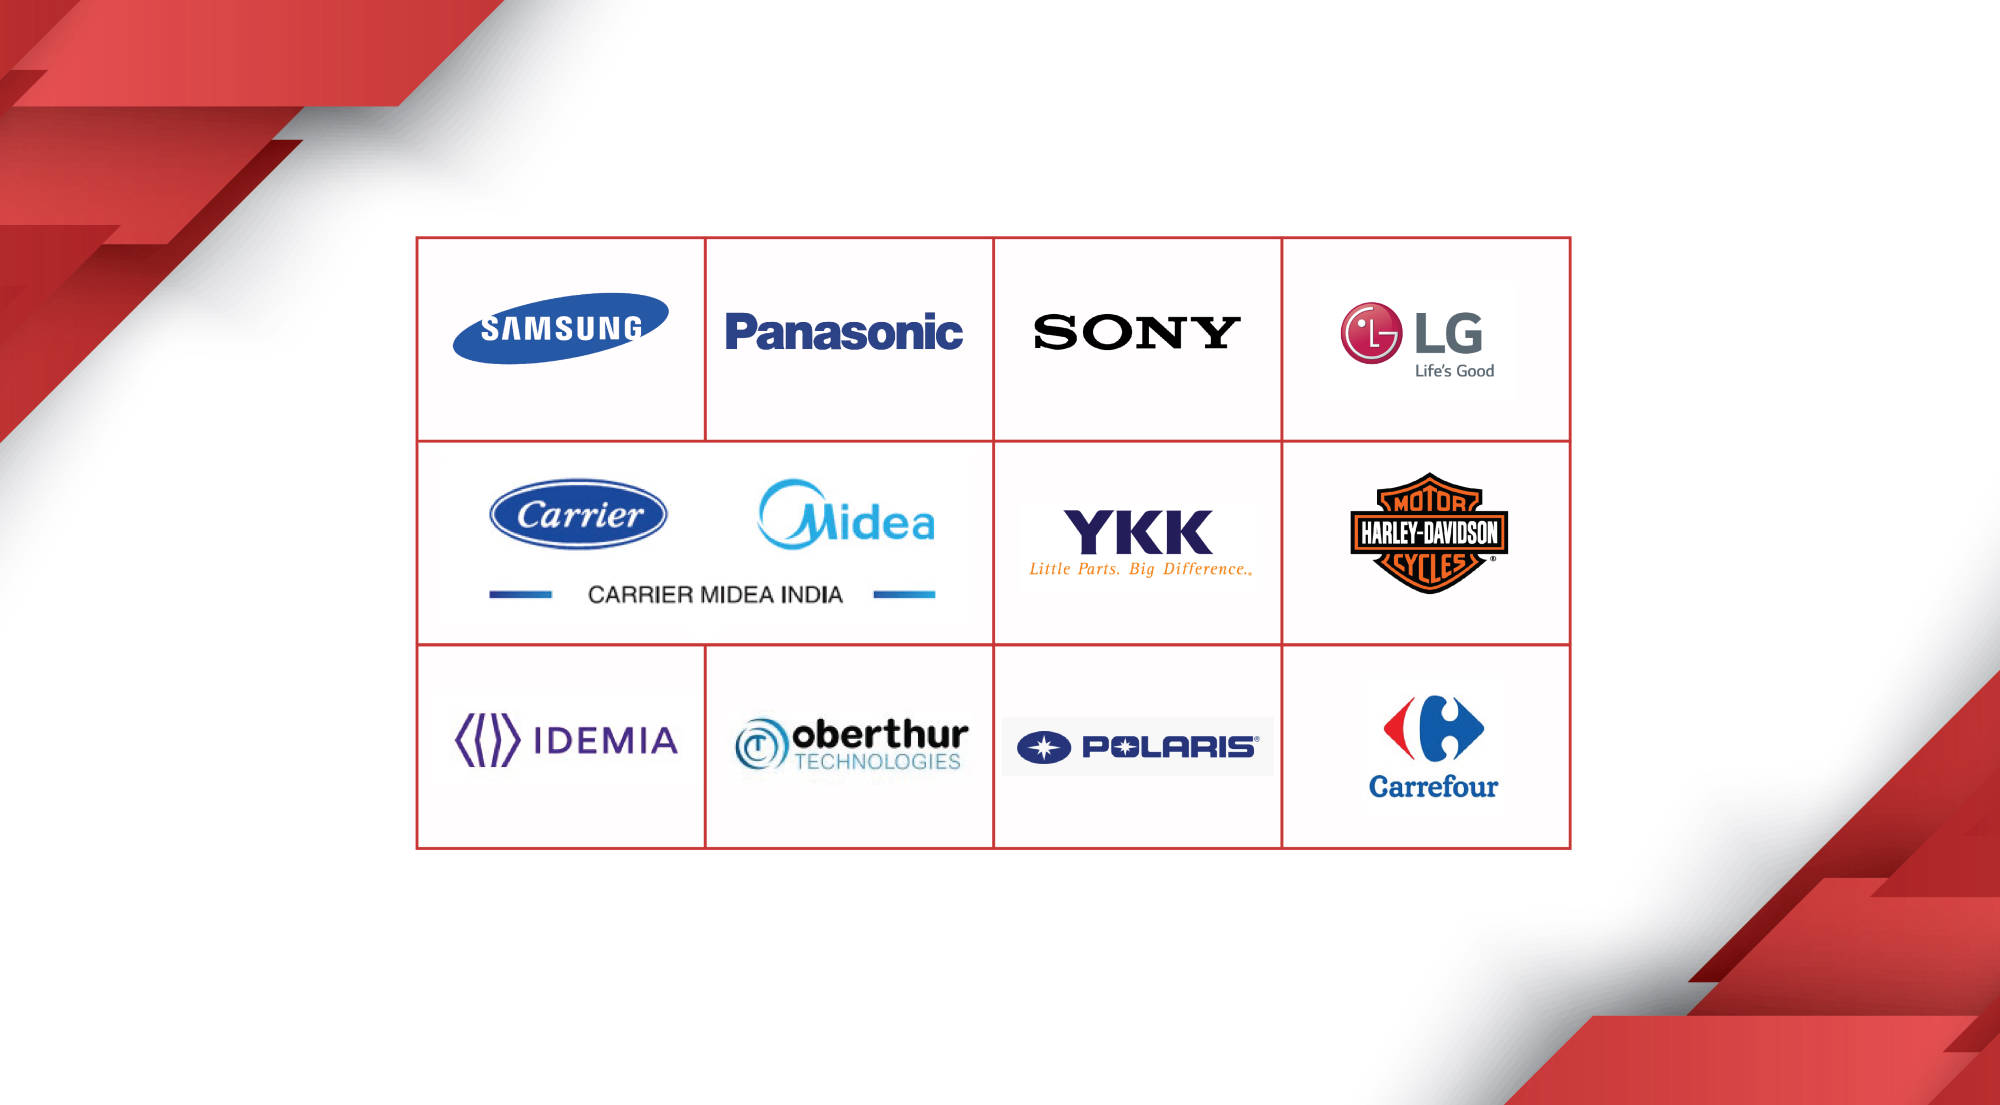 SAMSUNG
Panasonic
SONY
LG
Life's Good
Carrier
Midea
CARRIER MIDEA INDIA
YKK
Little Parts. Big Difference.
MOTOR
HARLEY-DAVIDSON
CYCLES
®
IDEMIA
oberthur
TECHNOLOGIES
POLARIS®
Carrefour